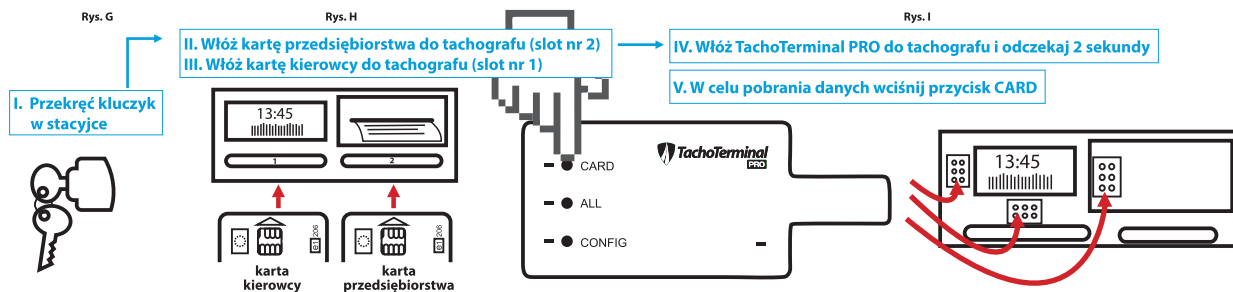 Rys. G
Rys. H
Rys. I
I. Przekręć kluczyk
w stacyjce
II. Włóż kartę przedsiębiorstwa do tachografu (slot nr 2)
III. Włóż kartę kierowcy do tachografu (slot nr 1)
IV. Włóż TachoTerminal PRO do tachografu i odczekaj 2 sekundy
V. W celu pobrania danych wciśnij przycisk CARD
13:45
1
2
206
206
karta
kierowcy
karta
przedsiębiorstwa
TachoTerminal
PRO
CARD
ALL
CONFIG
13:45